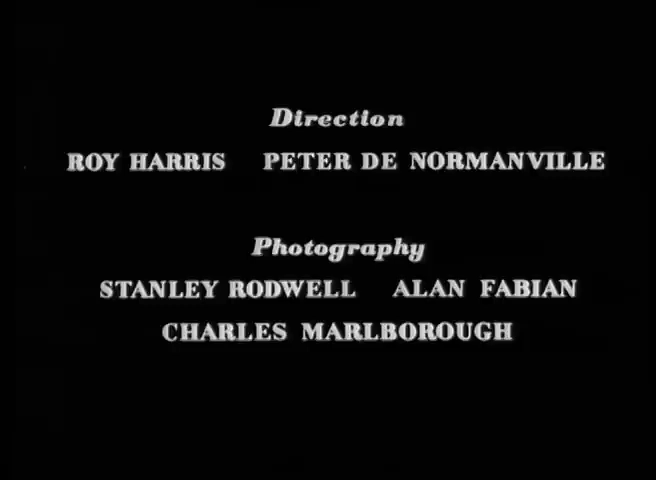 Direction
ROY HARRIS PETER DE NORMANVILLE
Photography
STANLEY RODWELL ALAN FABIAN
CHARLES MARLBOROUGH